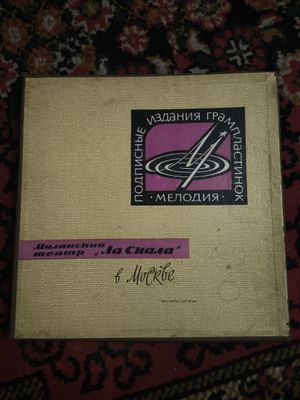 ПОДПИСНЫЕ ИЗДАНИЯ ГРАМПЛАСТИНОК
• МЕЛОДИЯ •
Миланский
театр „Ла Скала"
в Москве